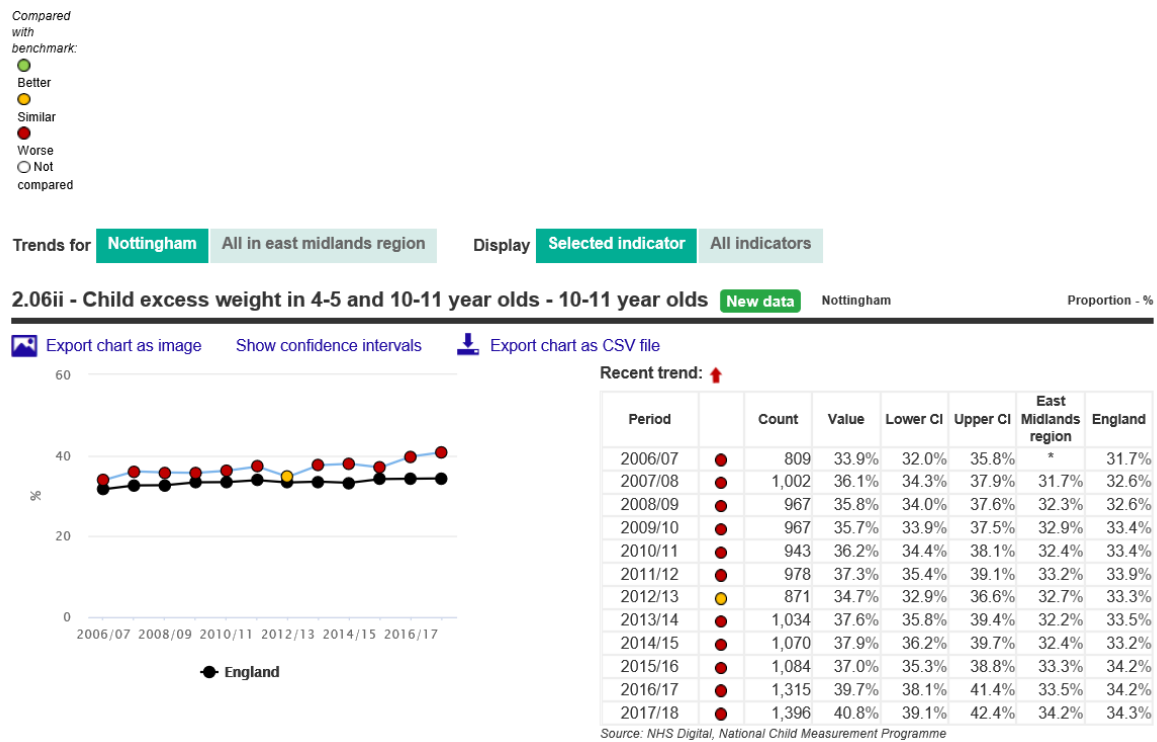 Compared
with
benchmark:
Better
Similar
Worse
Not
compared
Trends for Nottingham All in east midlands region Display Selected indicator All indicators
2.06ii - Child excess weight in 4-5 and 10-11 year olds - 10-11 year olds New data Nottingham Proportion - %
Export chart as image Show confidence intervals Export chart as CSV file
60
40
%
20
0
2006/07 2008/09 2010/11 2012/13 2014/15 2016/17
England
Recent trend:
Period Count Value Lower CI Upper CI East Midlands region England
2006/07 809 33.9% 32.0% 35.8% * 31.7%
2007/08 1,002 36.1% 34.3% 37.9% 31.7% 32.6%
2008/09 967 35.8% 34.0% 37.6% 32.3% 32.6%
2009/10 967 35.7% 33.9% 37.5% 32.9% 33.4%
2010/11 943 36.2% 34.4% 38.1% 32.4% 33.4%
2011/12 978 37.3% 35.4% 39.1% 33.2% 33.9%
2012/13 871 34.7% 32.9% 36.6% 32.7% 33.3%
2013/14 1,034 37.6% 35.8% 39.4% 32.2% 33.5%
2014/15 1,070 37.9% 36.2% 39.7% 32.4% 33.2%
2015/16 1,084 37.0% 35.3% 38.8% 33.3% 34.2%
2016/17 1,315 39.7% 38.1% 41.4% 33.5% 34.2%
2017/18 1,396 40.8% 39.1% 42.4% 34.2% 34.3%
Source: NHS Digital, National Child Measurement Programme